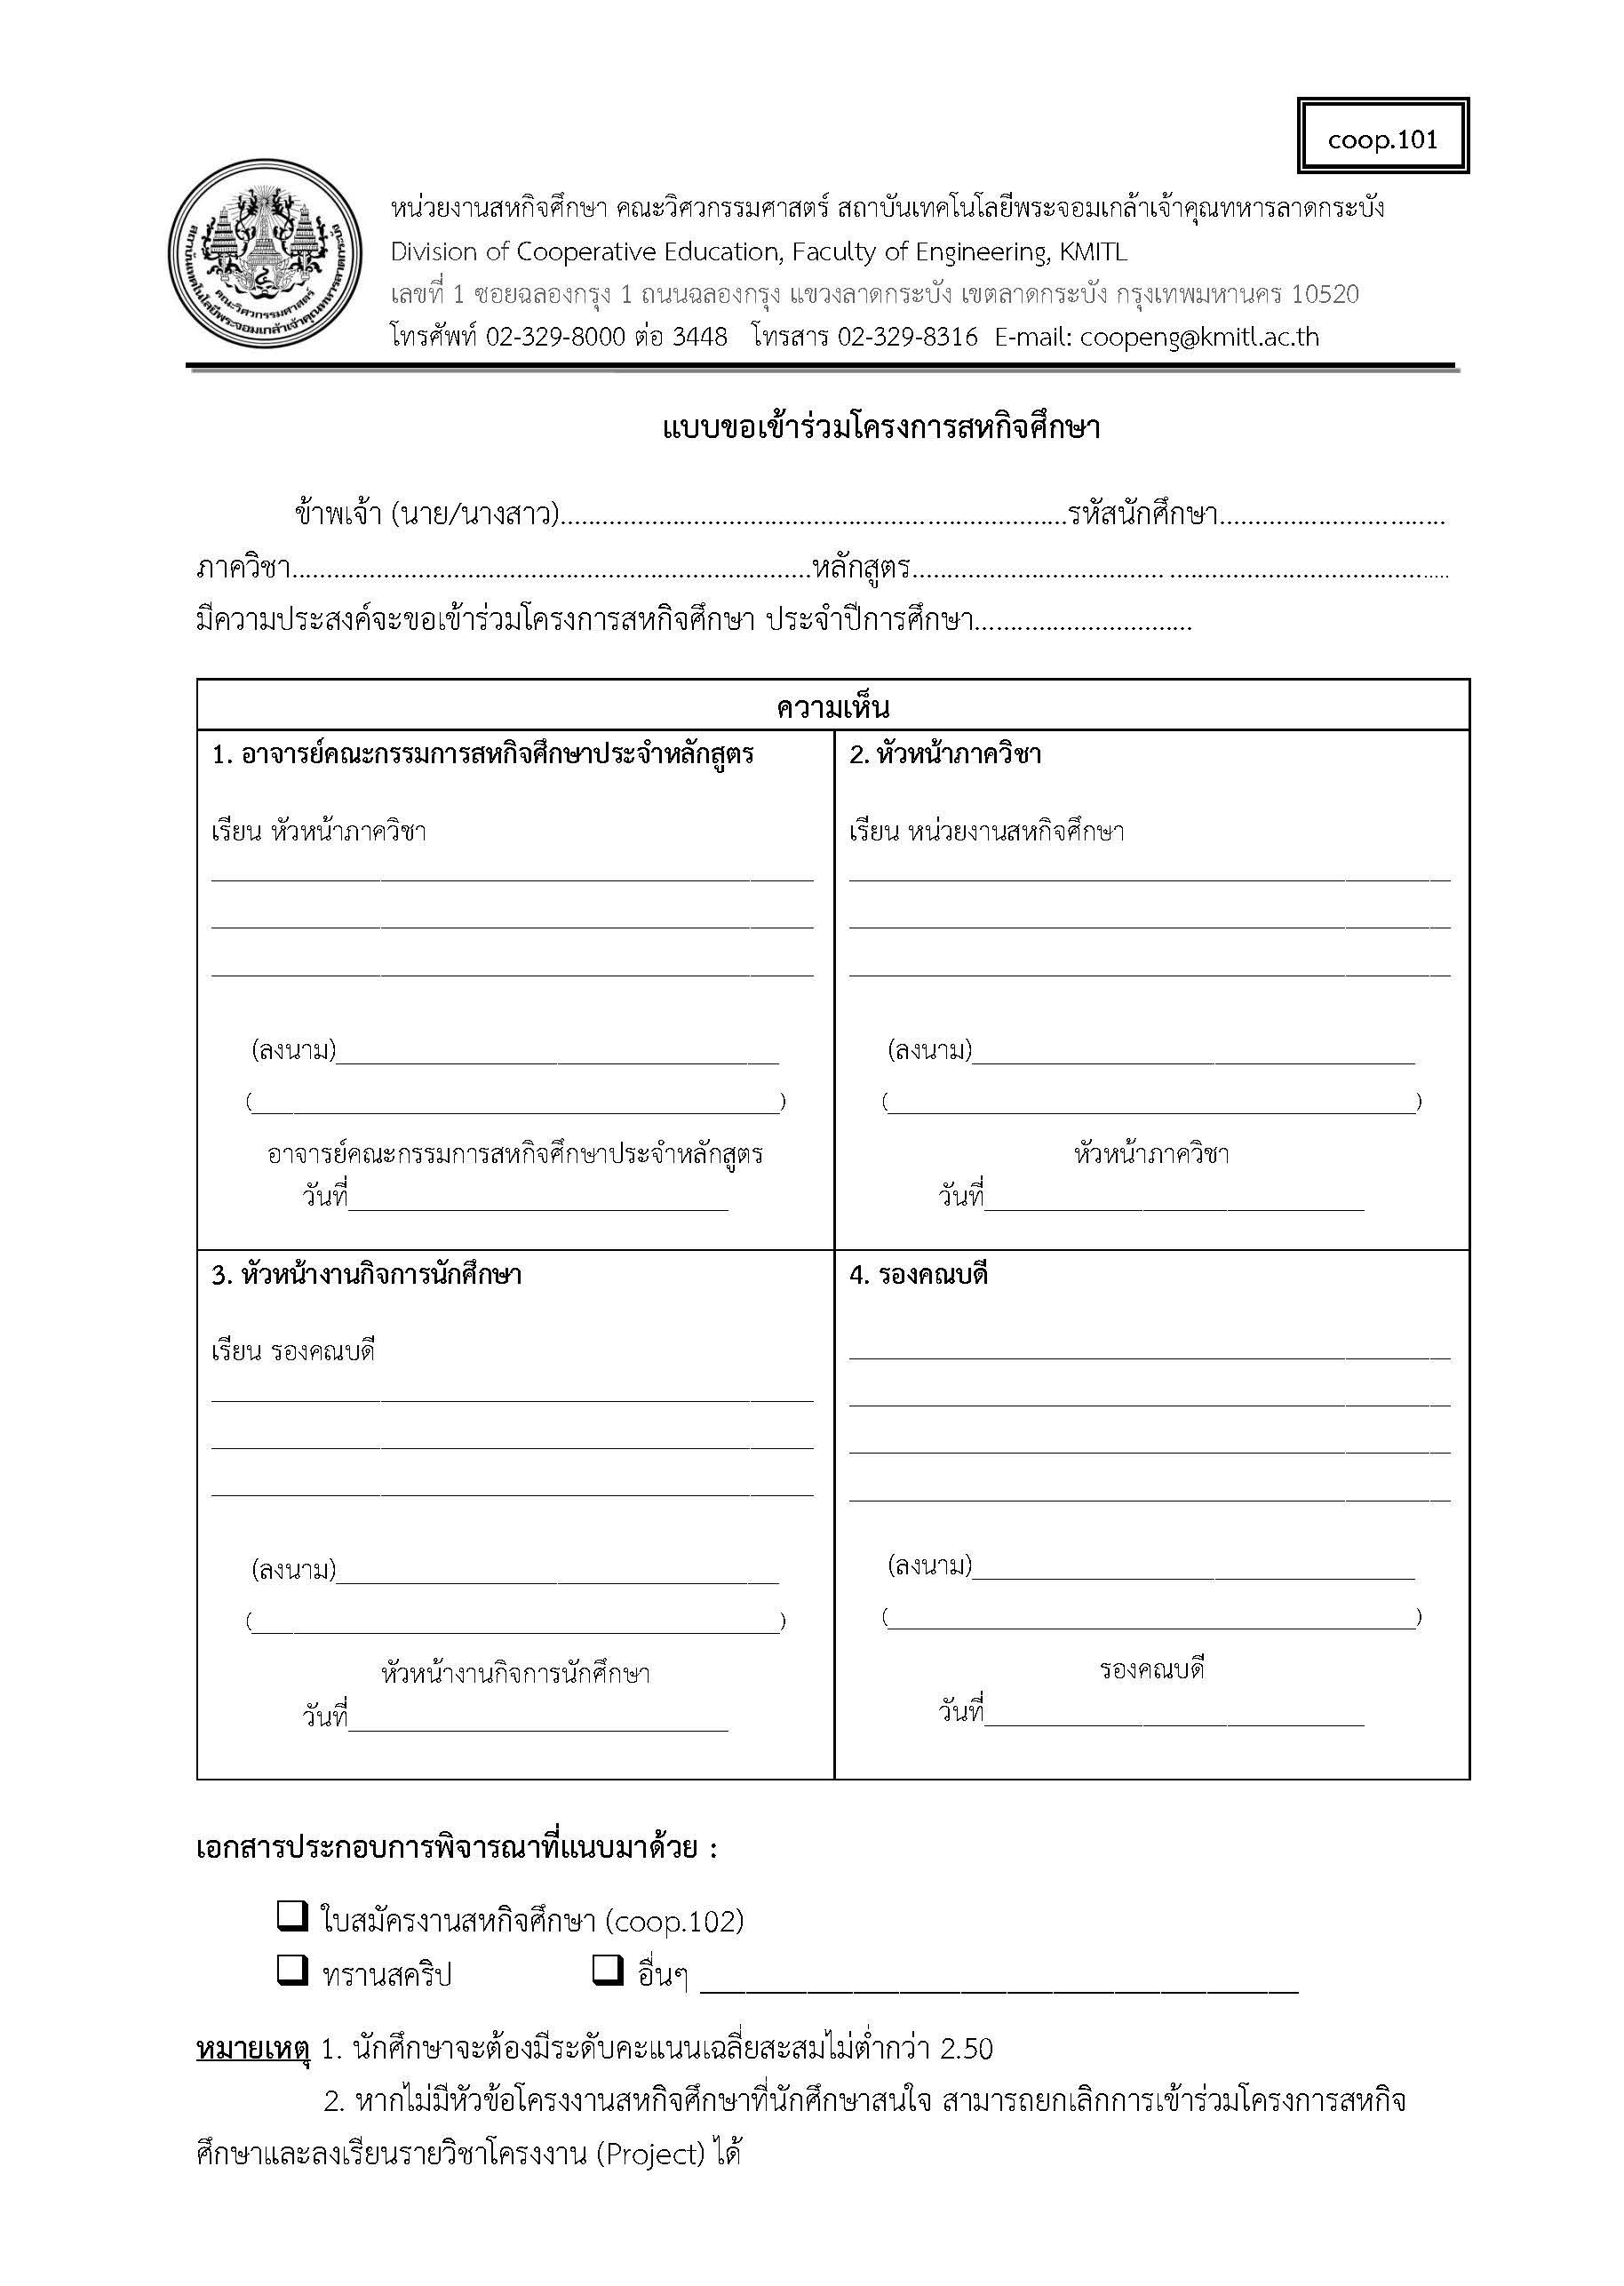 coop.101
หน่วยงานสหกิจศึกษา คณะวิศวกรรมศาสตร์ สถาบันเทคโนโลยีพระจอมเกล้าเจ้าคุณทหารลาดกระบัง
Division of Cooperative Education, Faculty of Engineering, KMITL
เลขที่ 1 ซอยฉลองกรุง 1 ถนนฉลองกรุง แขวงลาดกระบัง เขตลาดกระบัง กรุงเทพมหานคร 10520
โทรศัพท์ 02-329-8000 ต่อ 3448 โทรสาร 02-329-8316 E-mail: coopeng@kmitl.ac.th
คณะวิศวกรรมศาสตร์
สถาบันเทคโนโลยีพระจอมเกล้าเจ้าคุณทหารลาดกระบัง
แบบขอเข้าร่วมโครงการสหกิจศึกษา
ข้าพเจ้า (นาย/นางสาว)........................................................................รหัสนักศึกษา................................
ภาควิชา..........................................................................หลักสูตร...........................................................................
มีความประสงค์จะขอเข้าร่วมโครงการสหกิจศึกษา ประจำปีการศึกษา...............................
ความเห็น
1. อาจารย์คณะกรรมการสหกิจศึกษาประจำหลักสูตร
เรียน หัวหน้าภาควิชา
(ลงนาม)______________________________
(____________________________________)
อาจารย์คณะกรรมการสหกิจศึกษาประจำหลักสูตร
วันที่__________________________
2. หัวหน้าภาควิชา
เรียน หน่วยงานสหกิจศึกษา
(ลงนาม)______________________________
(____________________________________)
หัวหน้าภาควิชา
วันที่__________________________
3. หัวหน้างานกิจการนักศึกษา
เรียน รองคณบดี
(ลงนาม)______________________________
(____________________________________)
หัวหน้างานกิจการนักศึกษา
วันที่__________________________
4. รองคณบดี
(ลงนาม)______________________________
(____________________________________)
รองคณบดี
วันที่__________________________
เอกสารประกอบการพิจารณาที่แนบมาด้วย :
❑ ใบสมัครงานสหกิจศึกษา (coop.102)
❑ ทรานสคริป ❑ อื่นๆ ______________________________________
หมายเหตุ 1. นักศึกษาจะต้องมีระดับคะแนนเฉลี่ยสะสมไม่ต่ำกว่า 2.50
2. หากไม่มีหัวข้อโครงงานสหกิจศึกษาที่นักศึกษาสนใจ สามารถยกเลิกการเข้าร่วมโครงการสหกิจ
ศึกษาและลงเรียนรายวิชาโครงงาน (Project) ได้